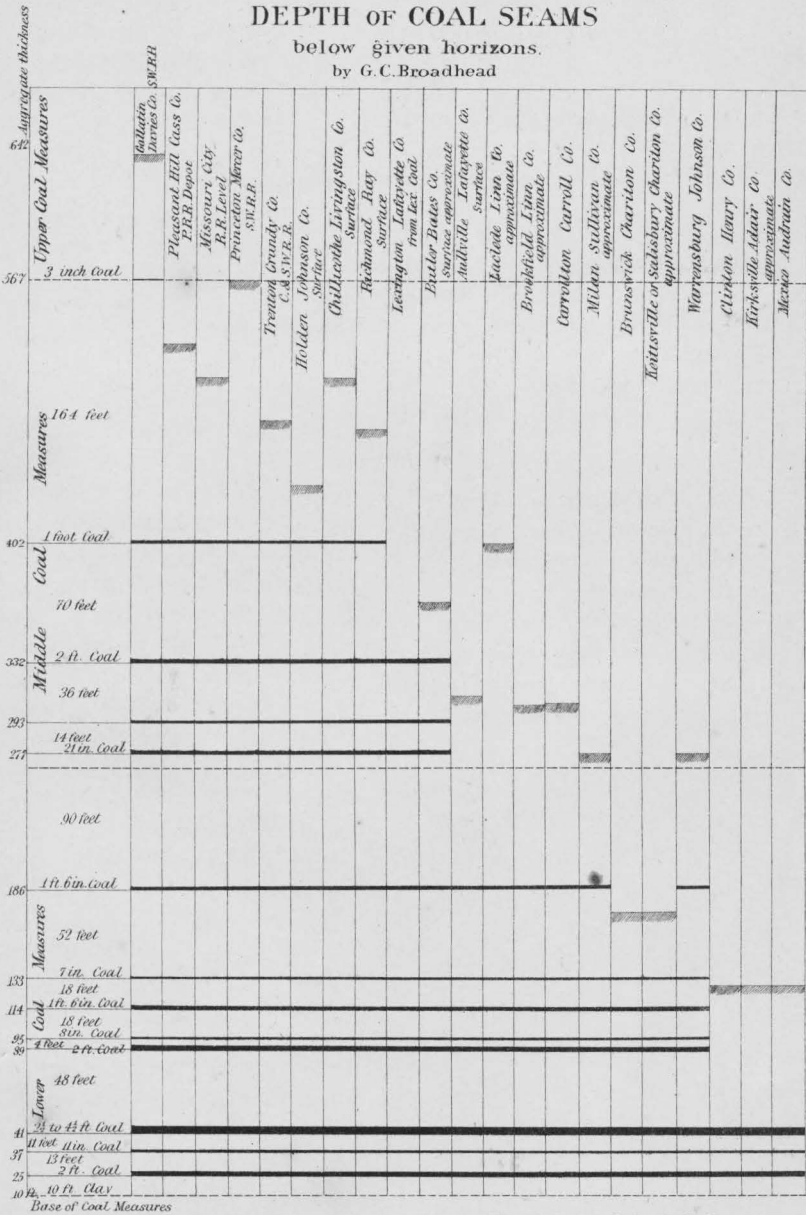 DEPTH OF COAL SEAMS
below given horizons.
by G.C.Broadhead
Aggregate thickness
Upper Coal Measures
Middle Coal Measures
Lower Coal Measures
Gallatin
Davies Co. S.W.RR
Pleasant Hill Cass Co.
P.R.R. Depot
Missouri City
R.R. Level
Princeton Mercer Co.
S.W.R.R.
Trenton Grundy Co.
C. & S.W.R.R.
Holden Johnson Co.
Surface
Chillicothe Livingston Co.
Surface
Richmond Ray Co.
Surface
Lexington Lafayette Co.
from Lex. Coal
Butler Bates Co.
Surface approximate
Aullville Lafayette Co.
Surface
Laclede Linn Co.
approximate
Brookfield Linn Co.
approximate
Carrollton Carroll Co.
Milan Sullivan Co.
approximate
Brunswick Chariton Co.
Keittsville or Salisbury Chariton Co.
approximate
Warrensburg Johnson Co.
Clinton Henry Co.
Kirksville Adair Co.
approximate
Mexico Audrain Co.
642
3 inch Coal
567
164 feet
1 foot Coal
402
70 feet
2 ft. Coal
332
36 feet
293
14 feet
21 in. Coal
277
90 feet
1 ft. 6 in. Coal
186
52 feet
7 in. Coal
133
18 feet
1 ft. 6 in. Coal
114
18 feet
8 in. Coal
95
4 feet 2 ft. Coal
89
48 feet
2½ to 4½ ft Coal
41
11 feet 11 in. Coal
37
13 feet
2 ft. Coal
25
10 ft. 10 ft Clay
Base of Coal Measures